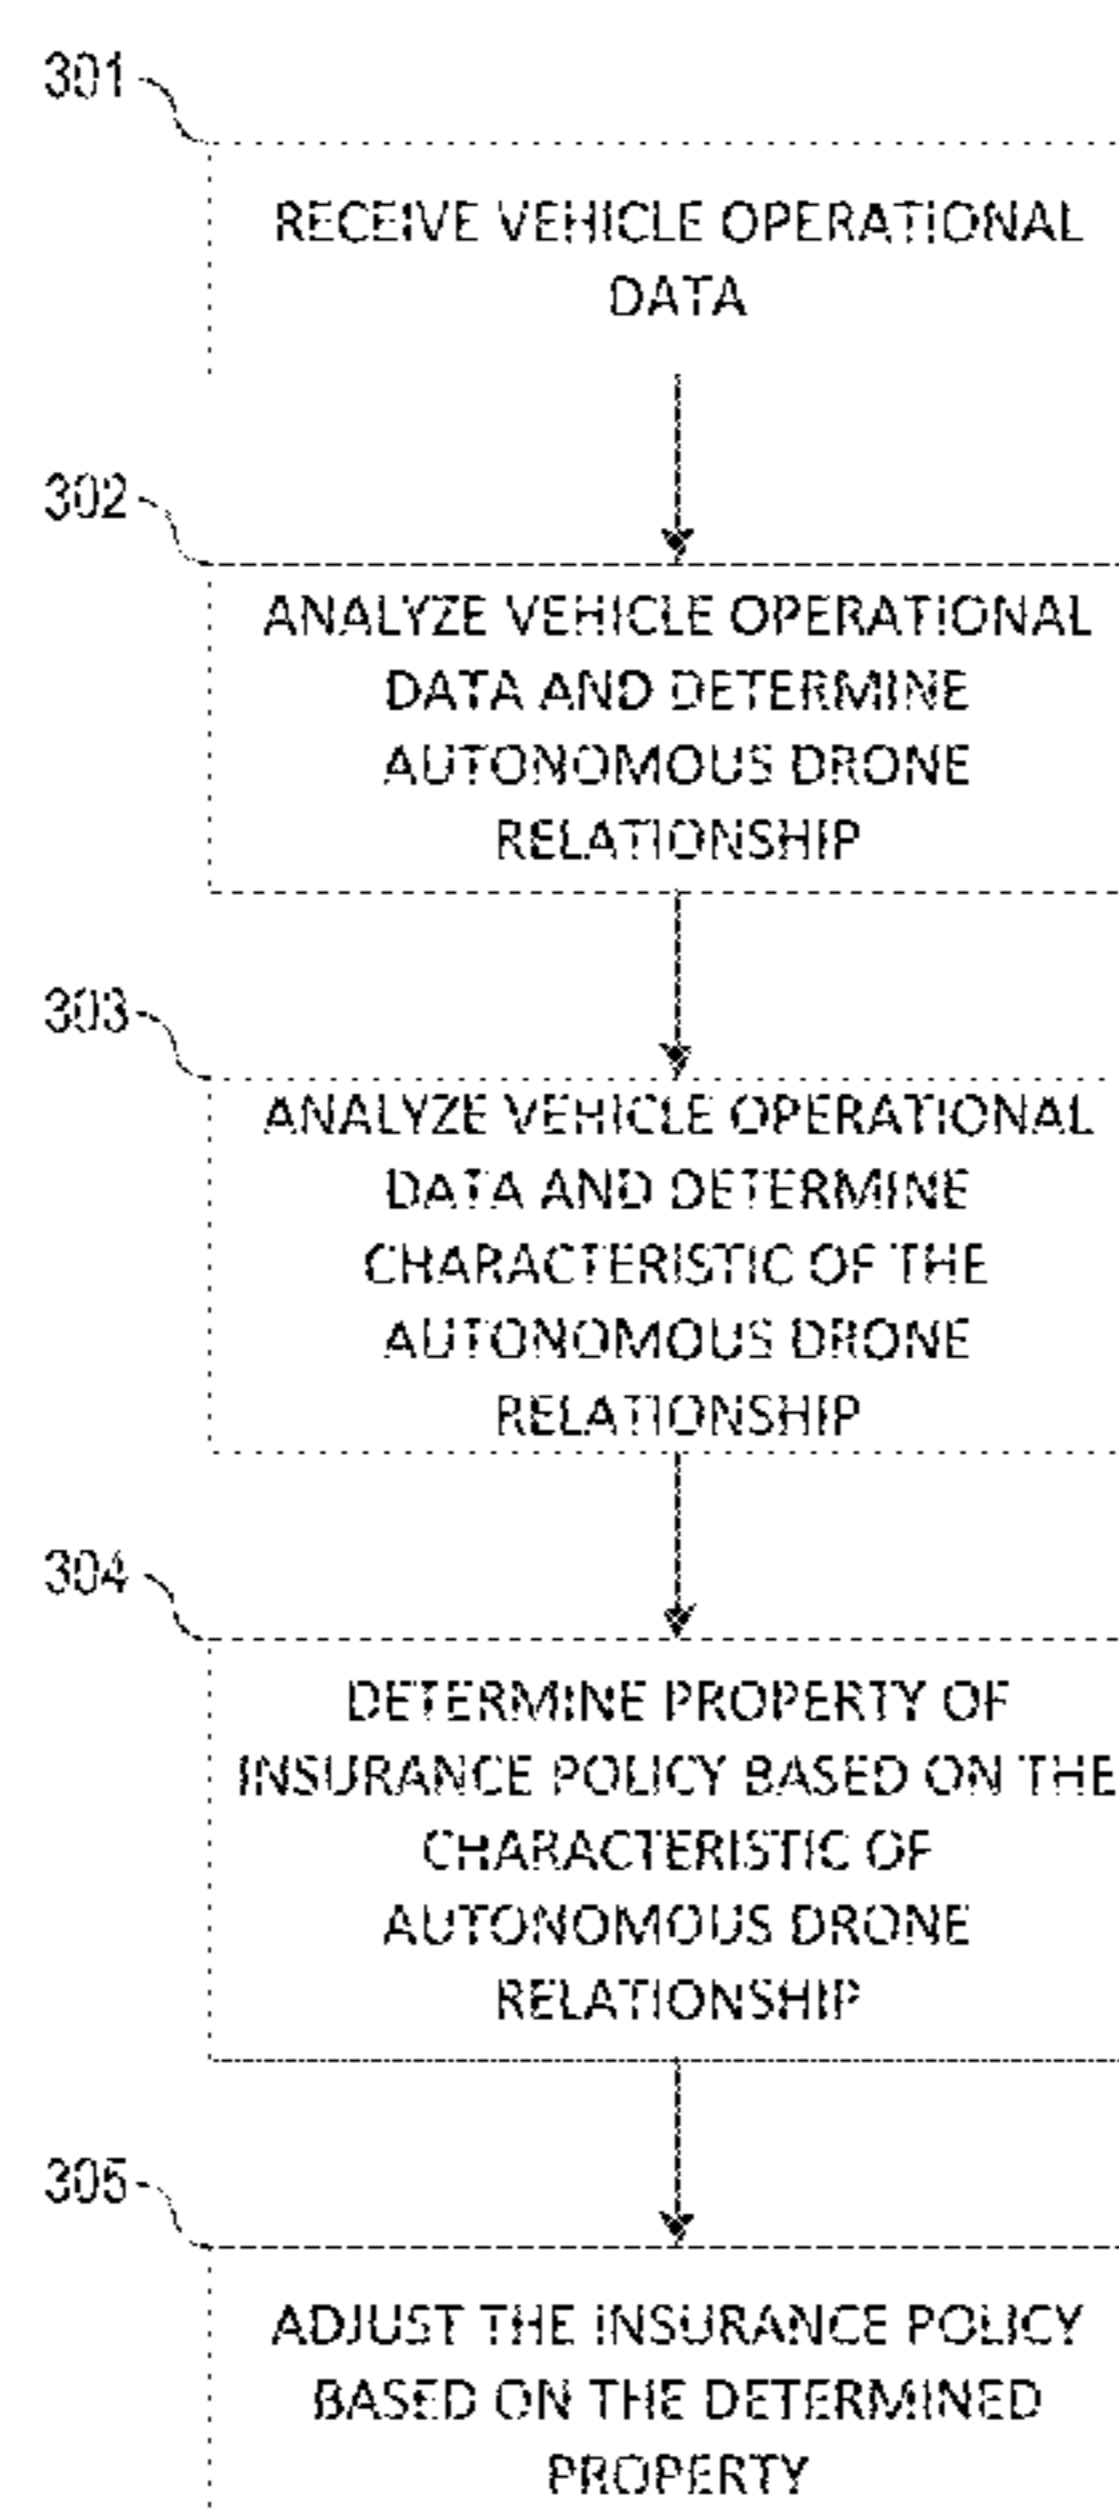 301
RECEIVE VEHICLE OPERATIONAL
DATA
302
ANALYZE VEHICLE OPERATIONAL
DATA AND DETERMINE
AUTONOMOUS DRONE
RELATIONSHIP
303
ANALYZE VEHICLE OPERATIONAL
DATA AND DETERMINE
CHARACTERISTIC OF THE
AUTONOMOUS DRONE
RELATIONSHIP
304
DETERMINE PROPERTY OF
INSURANCE POLICY BASED ON THE
CHARACTERISTIC OF
AUTONOMOUS DRONE
RELATIONSHIP
305
ADJUST THE INSURANCE POLICY
BASED ON THE DETERMINED
PROPERTY